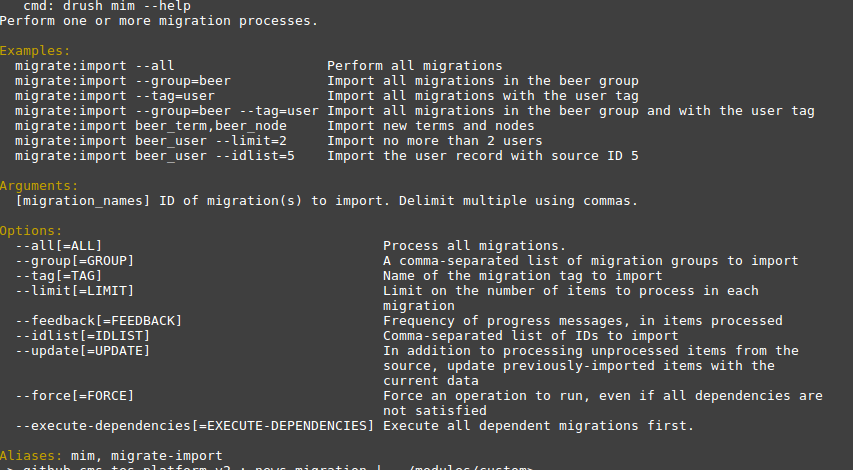 cmd: drush mim --help
Perform one or more migration processes.
Examples:
migrate:import --all Perform all migrations
migrate:import --group=beer Import all migrations in the beer group
migrate:import --tag=user Import all migrations with the user tag
migrate:import --group=beer --tag=user Import all migrations in the beer group and with the user tag
migrate:import beer_term,beer_node Import new terms and nodes
migrate:import beer_user --limit=2 Import no more than 2 users
migrate:import beer_user --idlist=5 Import the user record with source ID 5
Arguments:
[migration_names] ID of migration(s) to import. Delimit multiple using commas.
Options:
--all[=ALL] Process all migrations.
--group[=GROUP] A comma-separated list of migration groups to import
--tag[=TAG] Name of the migration tag to import
--limit[=LIMIT] Limit on the number of items to process in each
migration
--feedback[=FEEDBACK] Frequency of progress messages, in items processed
--idlist[=IDLIST] Comma-separated list of IDs to import
--update[=UPDATE] In addition to processing unprocessed items from the
source, update previously-imported items with the
current data
--force[=FORCE] Force an operation to run, even if all dependencies are
not satisfied
--execute-dependencies[=EXECUTE-DEPENDENCIES] Execute all dependent migrations first.
Aliases: mim, migrate-import